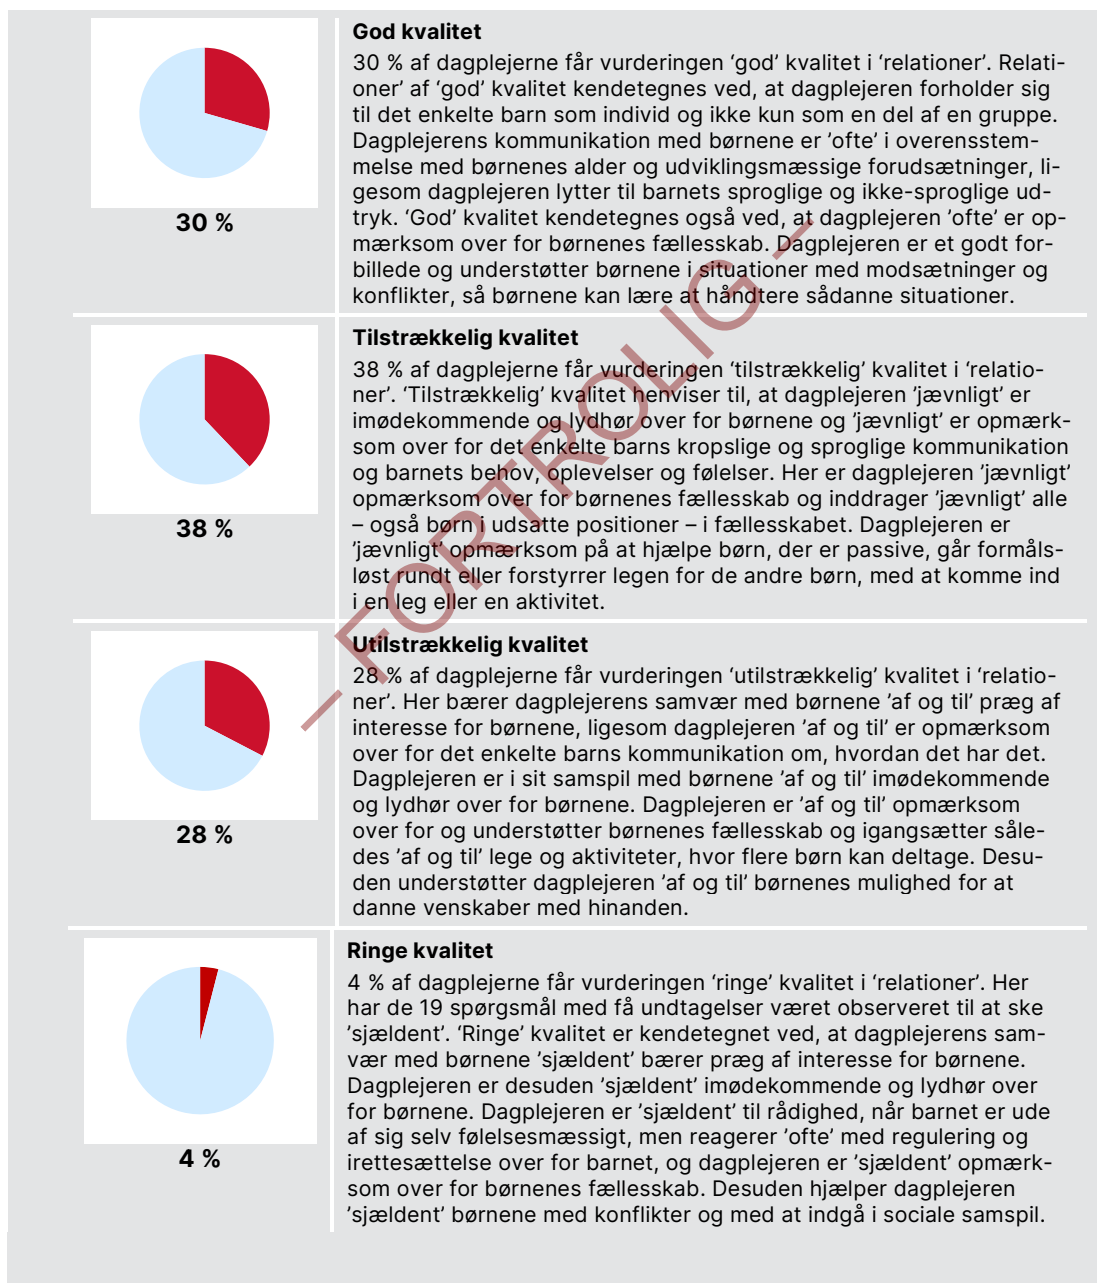 God kvalitet
30 % af dagplejerne får vurderingen ‘god’ kvalitet i ‘relationer’. Relati-
oner’ af ‘god’ kvalitet kendetegnes ved, at dagplejeren forholder sig
til det enkelte barn som individ og ikke kun som en del af en gruppe.
Dagplejerens kommunikation med børnene er ’ofte’ i overensstem-
melse med børnenes alder og udviklingsmæssige forudsætninger, li-
gesom dagplejeren lytter til barnets sproglige og ikke-sproglige ud-
tryk. ‘God’ kvalitet kendetegnes også ved, at dagplejeren ’ofte’ er op-
mærksom over for børnenes fællesskab. Dagplejeren er et godt for-
billede og understøtter børnene i situationer med modsætninger og
konflikter, så børnene kan lære at håndtere sådanne situationer.
30 %
Tilstrækkelig kvalitet
38 % af dagplejerne får vurderingen ‘tilstrækkelig’ kvalitet i ‘relatio-
ner’. ‘Tilstrækkelig’ kvalitet henviser til, at dagplejeren ’jævnligt’ er
imødekommende og lydhør over for børnene og ’jævnligt’ er opmærk-
som over for det enkelte barns kropslige og sproglige kommunikation
og barnets behov, oplevelser og følelser. Her er dagplejeren ’jævnligt’
opmærksom over for børnenes fællesskab og inddrager ’jævnligt’ alle
– også børn i udsatte positioner – i fællesskabet. Dagplejeren er
’jævnligt’ opmærksom på at hjælpe børn, der er passive, går formåls-
løst rundt eller forstyrrer legen for de andre børn, med at komme ind
i en leg eller en aktivitet.
38 %
Utilstrækkelig kvalitet
28 % af dagplejerne får vurderingen ‘utilstrækkelig’ kvalitet i ‘relatio-
ner’. Her bærer dagplejerens samvær med børnene ’af og til’ præg af
interesse for børnene, ligesom dagplejeren ’af og til’ er opmærksom
over for det enkelte barns kommunikation om, hvordan det har det.
Dagplejeren er i sit samspil med børnene ’af og til’ imødekommende
og lydhør over for børnene. Dagplejeren er ’af og til’ opmærksom
over for og understøtter børnenes fællesskab og igangsætter såle-
des ’af og til’ lege og aktiviteter, hvor flere børn kan deltage. Desu-
den understøtter dagplejeren ’af og til’ børnenes mulighed for at
danne venskaber med hinanden.
28 %
Ringe kvalitet
4 % af dagplejerne får vurderingen ‘ringe’ kvalitet i ‘relationer’. Her
har de 19 spørgsmål med få undtagelser været observeret til at ske
’sjældent’. ‘Ringe’ kvalitet er kendetegnet ved, at dagplejerens sam-
vær med børnene ’sjældent’ bærer præg af interesse for børnene.
Dagplejeren er desuden ’sjældent’ imødekommende og lydhør over
for børnene. Dagplejeren er ’sjældent’ til rådighed, når barnet er ude
af sig selv følelsesmæssigt, men reagerer ’ofte’ med regulering og
irettesættelse over for barnet, og dagplejeren er ’sjældent’ opmærk-
som over for børnenes fællesskab. Desuden hjælper dagplejeren
’sjældent’ børnene med konflikter og med at indgå i sociale samspil.
4 %
– FORTROLIG –